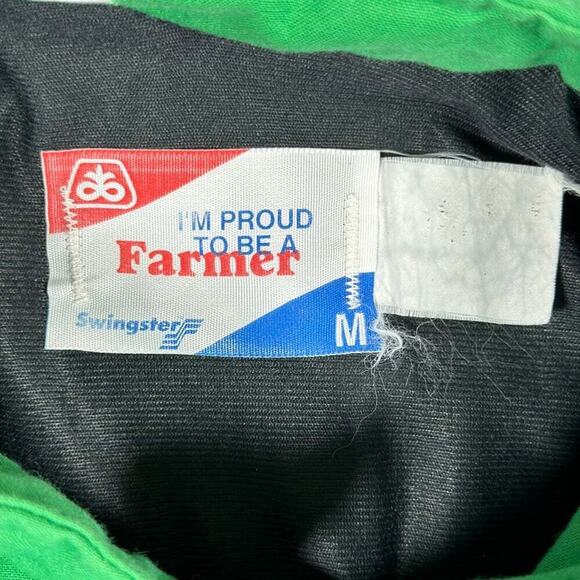 I'M PROUD
TO BE A
Farmer
Swingster
M